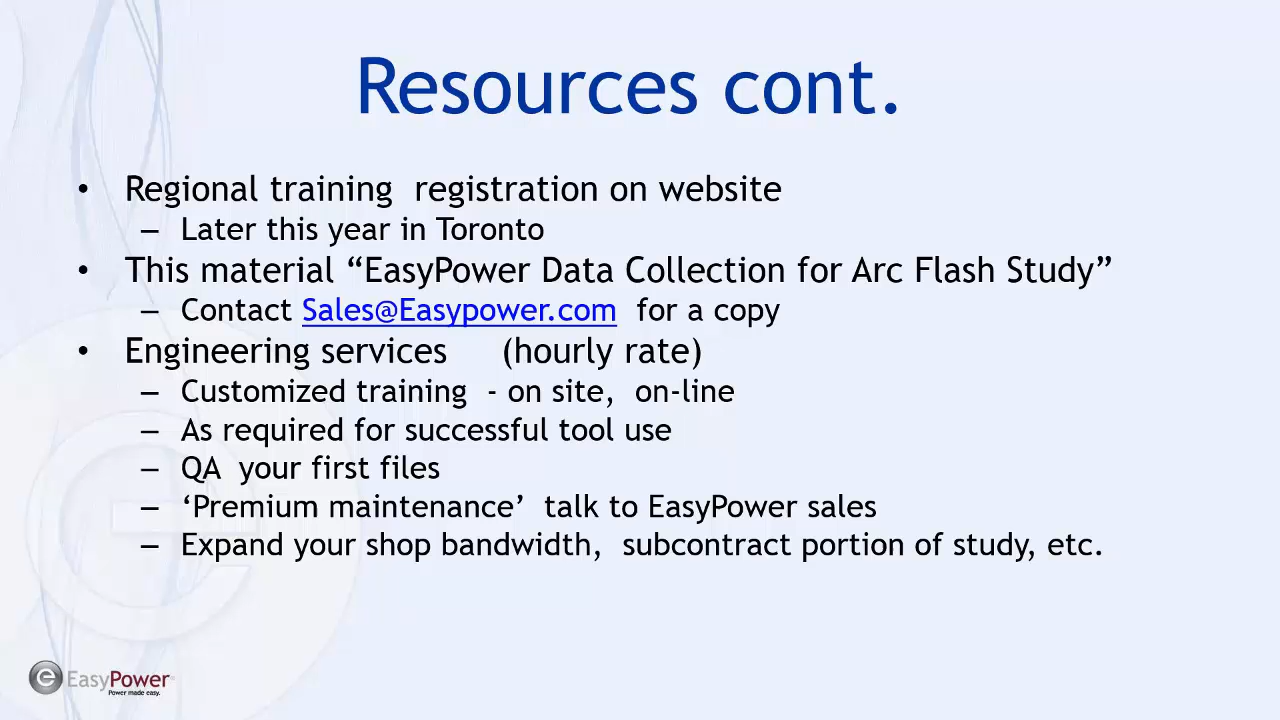 Resources cont.
• Regional training  registration on website
– Later this year in Toronto
• This material “EasyPower Data Collection for Arc Flash Study”
– Contact Sales@Easypower.com  for a copy
• Engineering services     (hourly rate)
– Customized training  - on site,  on-line
– As required for successful tool use
– QA  your first files
– ‘Premium maintenance’  talk to EasyPower sales
– Expand your shop bandwidth,  subcontract portion of study, etc.
e EasyPower
Power made easy.